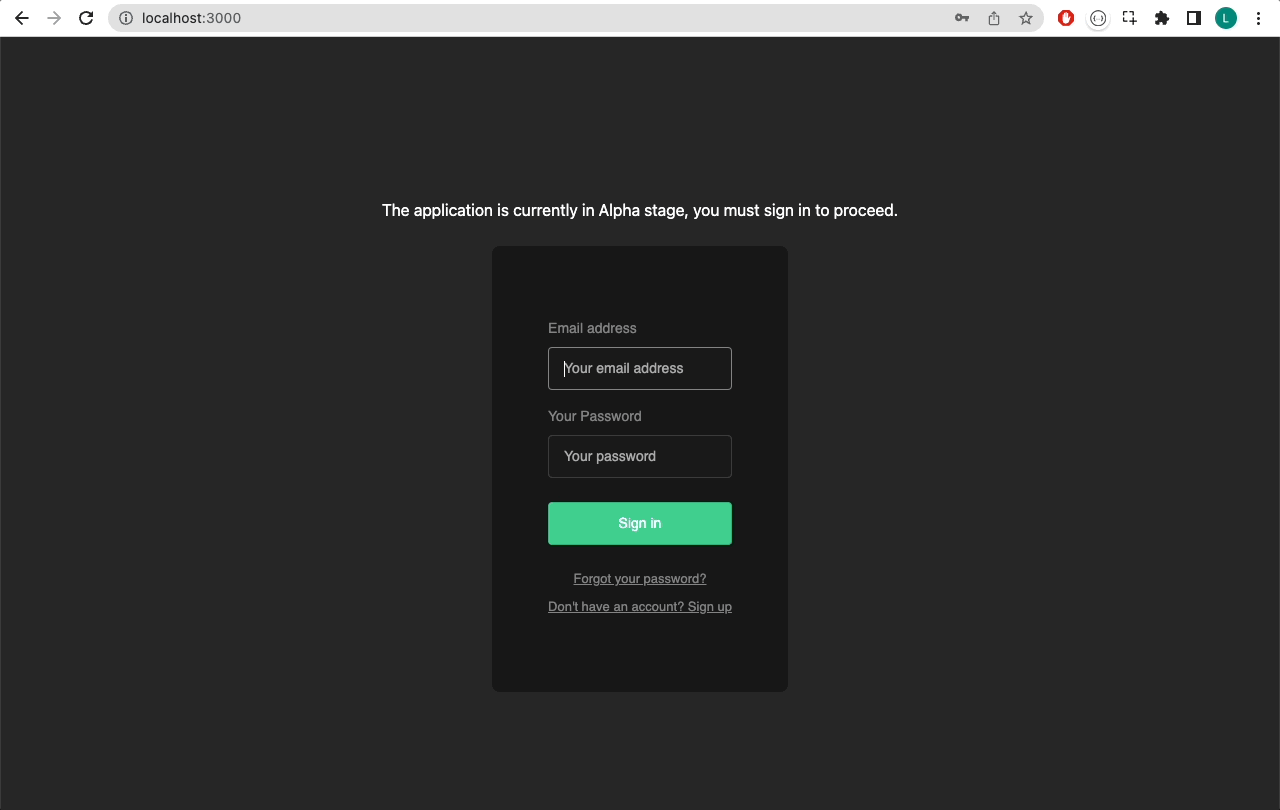 localhost:3000
L
The application is currently in Alpha stage, you must sign in to proceed.
Email address
Your email address
Your Password
Your password
Sign in
Forgot your password?
Don't have an account? Sign up